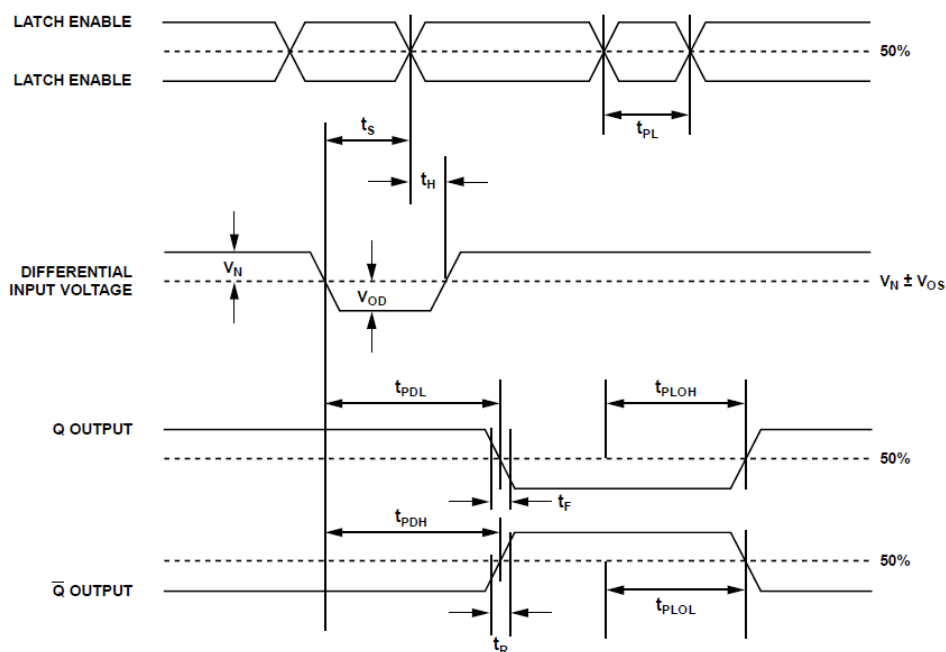 LATCH ENABLE
50%
LATCH ENABLE
tS
tPL
tH
VN
DIFFERENTIAL
INPUT VOLTAGE
VOD
VN ± VOS
tPDL
tPLOH
Q OUTPUT
50%
tF
tPDH
50%
Q̅ OUTPUT
tPLOL
tR